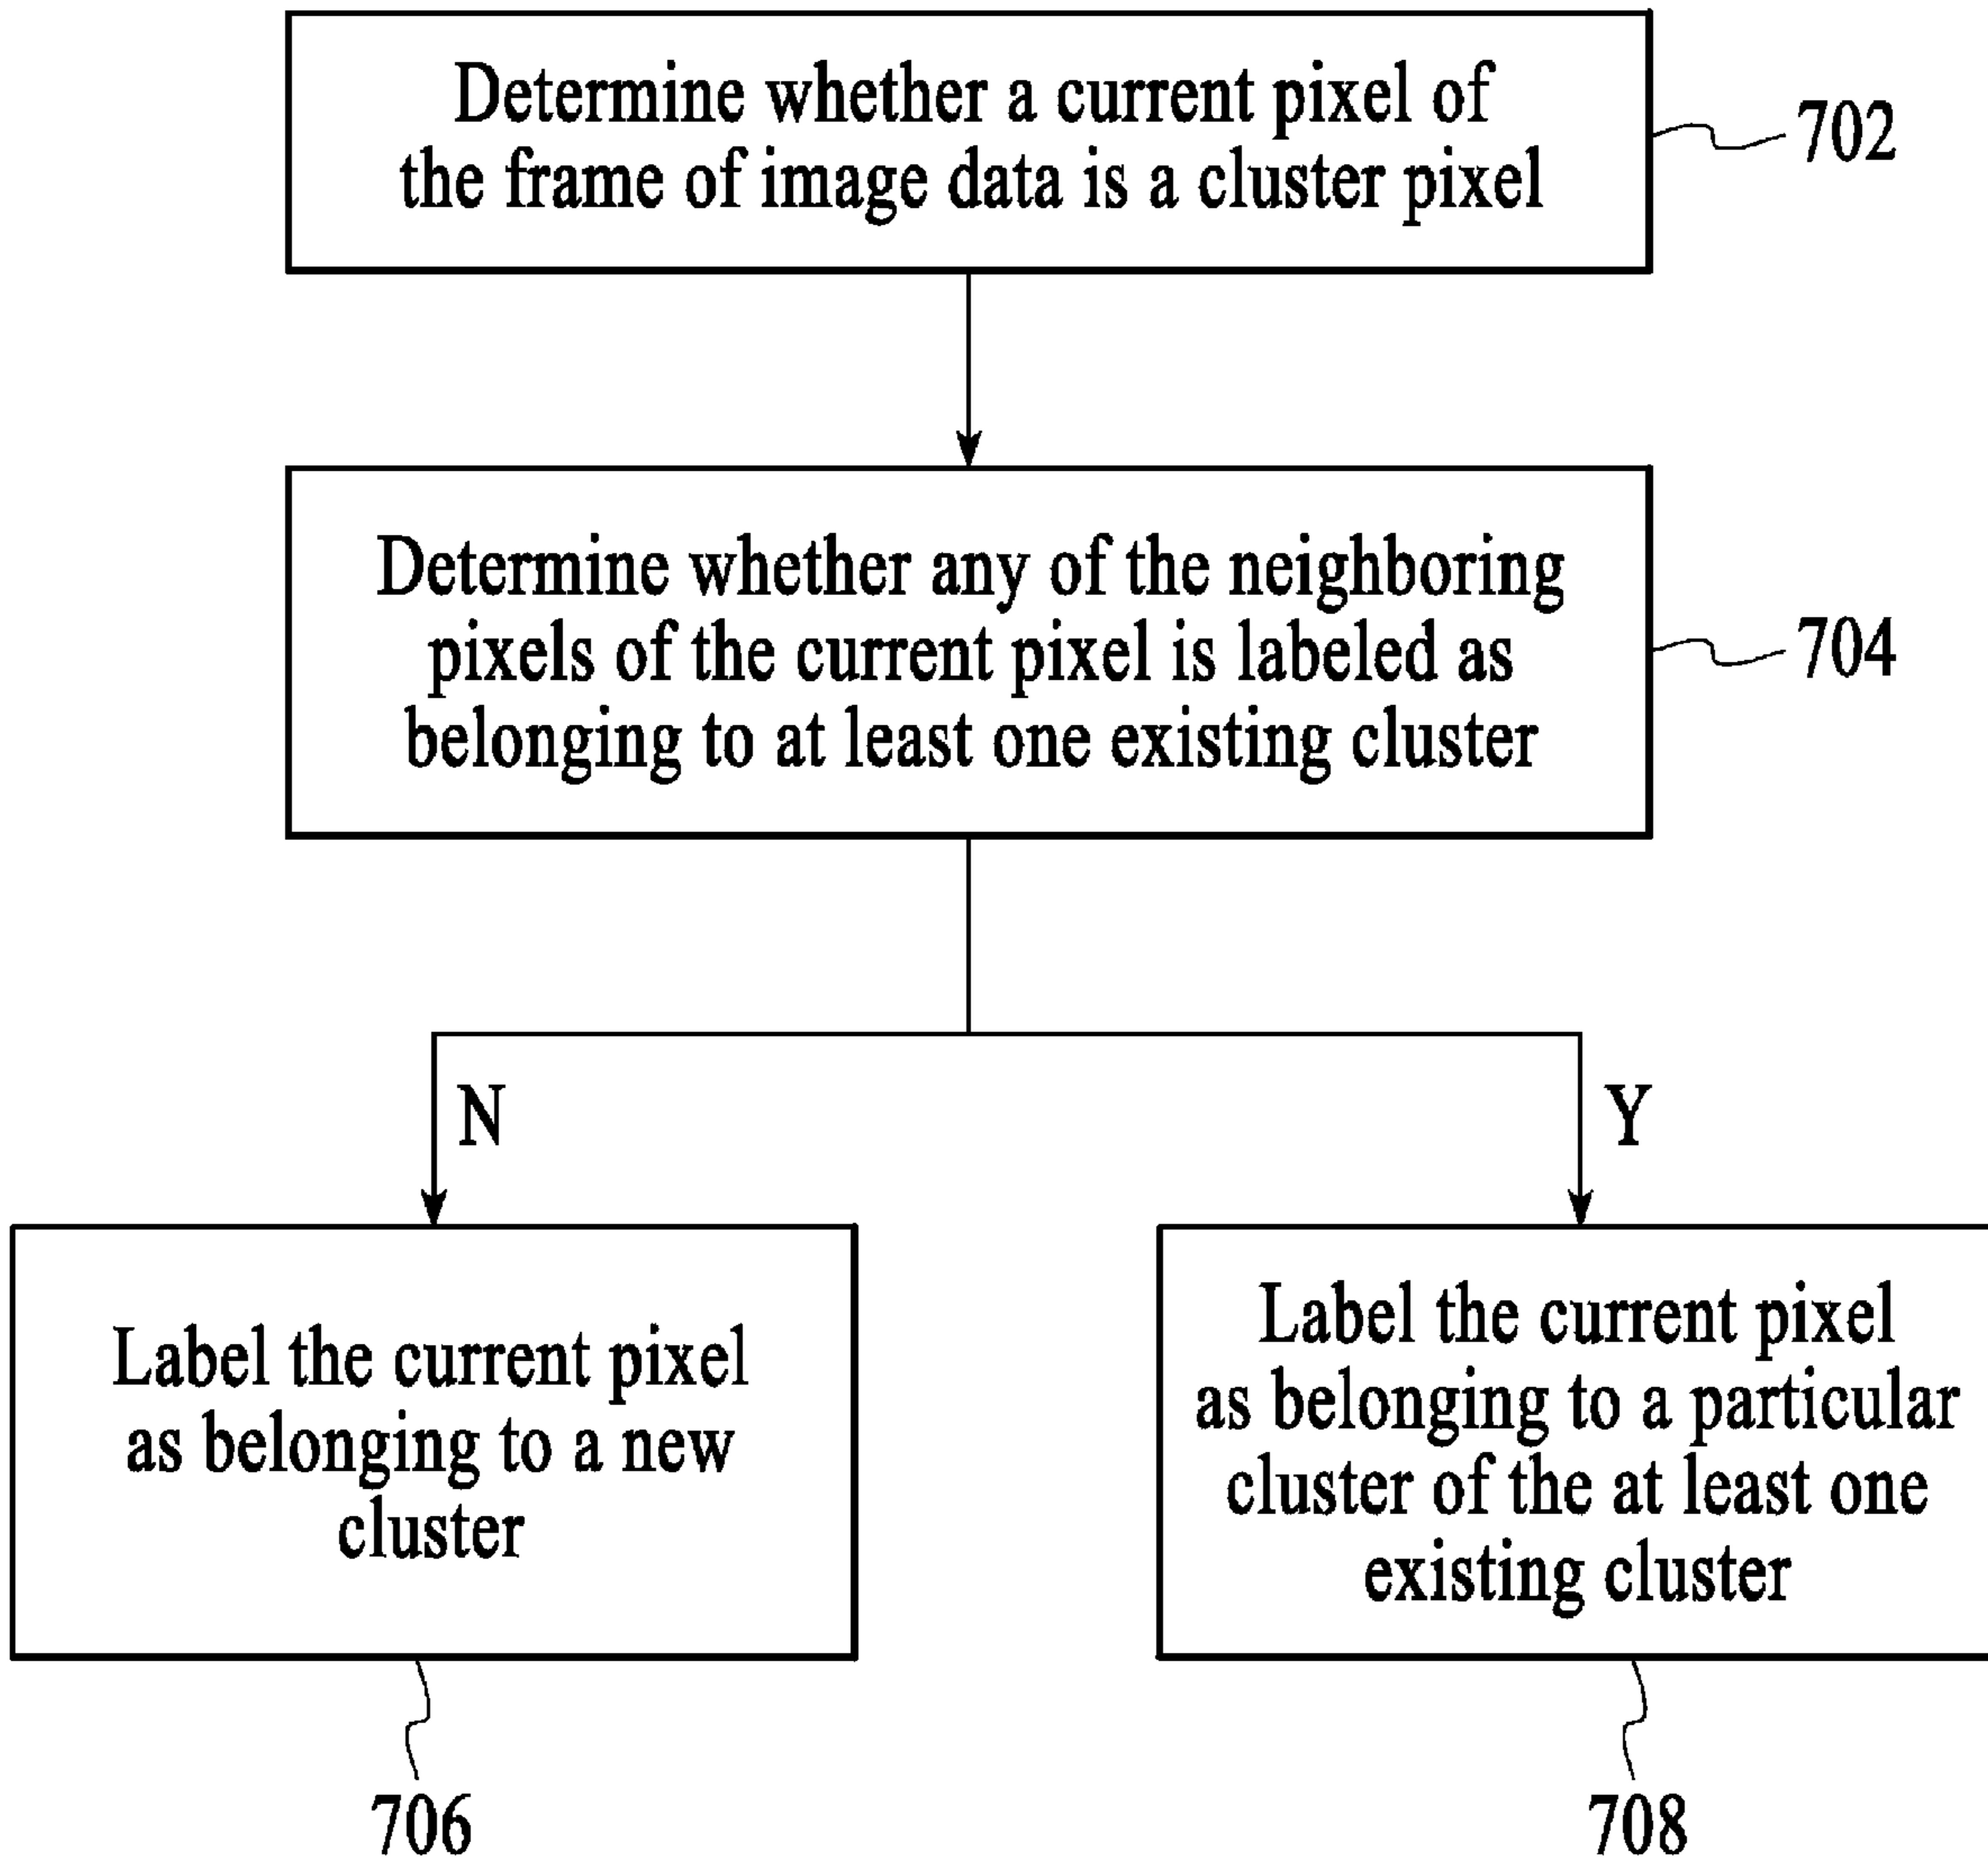 Determine whether a current pixel of
the frame of image data is a cluster pixel
702
Determine whether any of the neighboring
pixels of the current pixel is labeled as
belonging to at least one existing cluster
704
N
Y
Label the current pixel
as belonging to a new
cluster
Label the current pixel
as belonging to a particular
cluster of the at least one
existing cluster
706
708